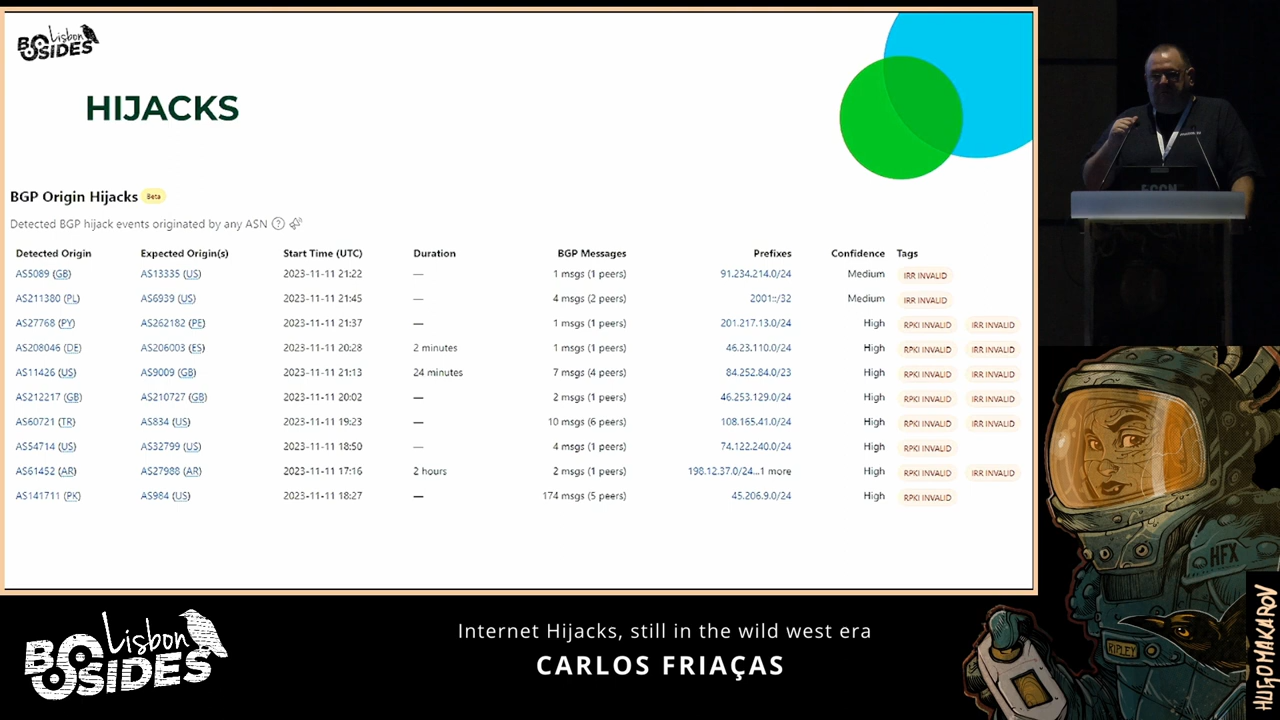 Lisbon
BSIDES
HIJACKS
BGP Origin Hijacks Beta
Detected BGP hijack events originated by any ASN ?
Detected Origin Expected Origin(s) Start Time (UTC) Duration BGP Messages Prefixes Confidence Tags
AS5089 (GB) AS13335 (US) 2023-11-11 21:22 — 1 msgs (1 peers) 91.234.214.0/24 Medium IRR INVALID
AS211380 (PL) AS6939 (US) 2023-11-11 21:45 — 4 msgs (2 peers) 2001::/32 Medium IRR INVALID
AS27768 (PY) AS262182 (PE) 2023-11-11 21:37 — 1 msgs (1 peers) 201.217.13.0/24 High RPKI INVALID IRR INVALID
AS208046 (DE) AS206003 (ES) 2023-11-11 20:28 2 minutes 1 msgs (1 peers) 46.23.110.0/24 High RPKI INVALID IRR INVALID
AS11426 (US) AS9009 (GB) 2023-11-11 21:13 24 minutes 7 msgs (4 peers) 84.252.84.0/23 High RPKI INVALID IRR INVALID
AS212217 (GB) AS210727 (GB) 2023-11-11 20:02 — 2 msgs (1 peers) 46.253.129.0/24 High RPKI INVALID IRR INVALID
AS60721 (TR) AS834 (US) 2023-11-11 19:23 — 10 msgs (6 peers) 108.165.41.0/24 High RPKI INVALID IRR INVALID
AS54714 (US) AS32799 (US) 2023-11-11 18:50 — 4 msgs (1 peers) 74.122.240.0/24 High RPKI INVALID
AS61452 (AR) AS27988 (AR) 2023-11-11 17:16 2 hours 2 msgs (1 peers) 198.12.37.0/24...1 more High RPKI INVALID IRR INVALID
AS141711 (PK) AS984 (US) 2023-11-11 18:27 — 174 msgs (5 peers) 45.206.9.0/24 High RPKI INVALID
Lisbon
BSIDES
Internet Hijacks, still in the wild west era
CARLOS FRIAÇAS
HFX
RIPLEY
HUGOMAKAROV